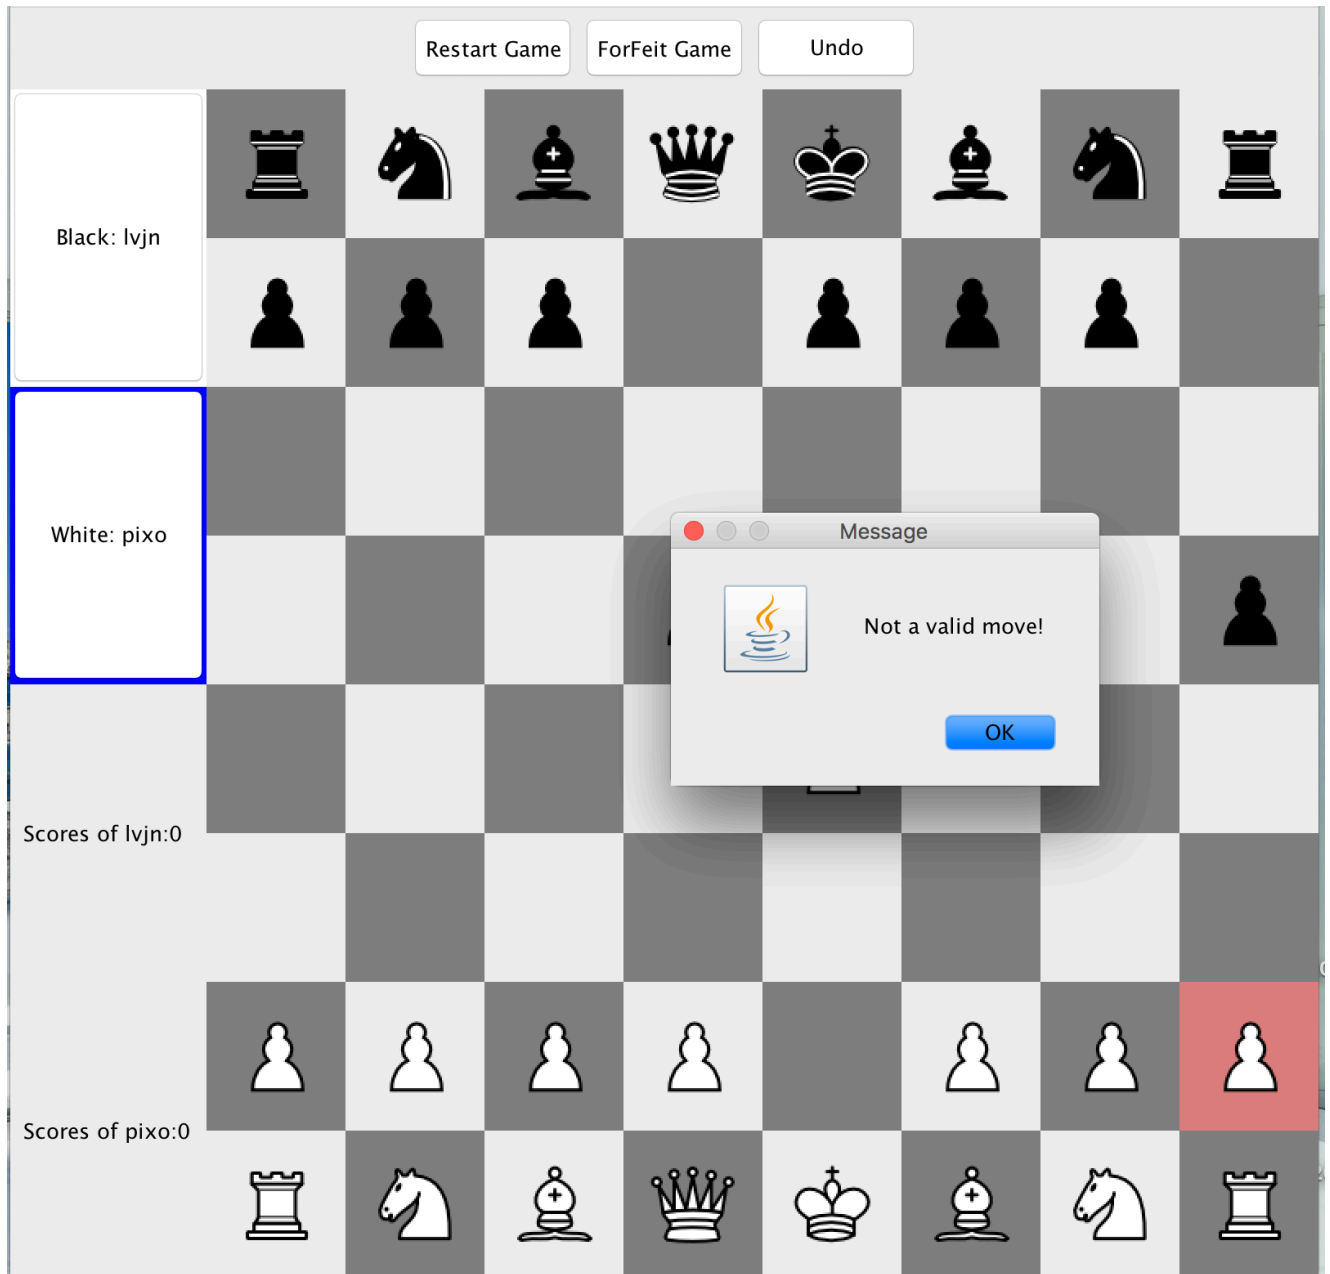 Restart Game
ForFeit Game
Undo
Black: lvjn
White: pixo
Message
Not a valid move!
OK
Scores of lvjn:0
Scores of pixo:0